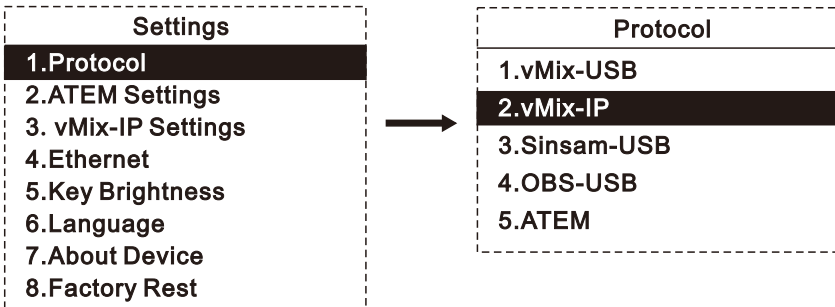 Settings
1.Protocol
2.ATEM Settings
3. vMix-IP Settings
4.Ethernet
5.Key Brightness
6.Language
7.About Device
8.Factory Rest
Protocol
1.vMix-USB
2.vMix-IP
3.Sinsam-USB
4.OBS-USB
5.ATEM